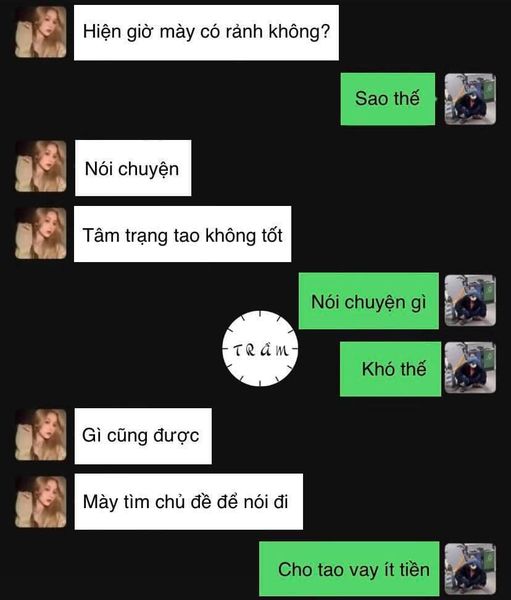 Hiện giờ mày có rảnh không?
Sao thế
Nói chuyện
Tâm trạng tao không tốt
Nói chuyện gì
TRẦM
Khó thế
Gì cũng được
Mày tìm chủ đề để nói đi
Cho tao vay ít tiền